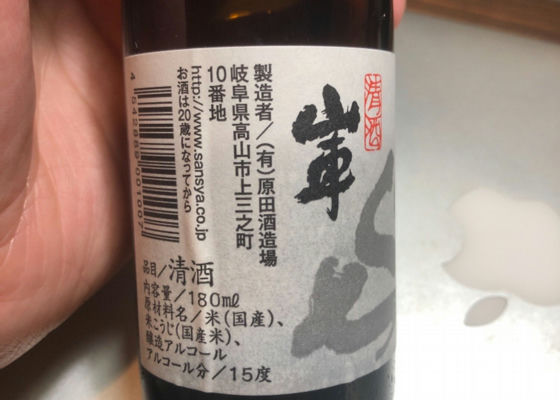 清酒
山車
製造者/(有)原田酒造場
岐阜県高山市上三之町
10番地
http://www.sansya.co.jp
お酒は20歳になってから
4542989001007
品目/清酒
内容量/180ml
原材料名/米(国産)、
米こうじ(国産米)、
醸造アルコール
アルコール分/15度